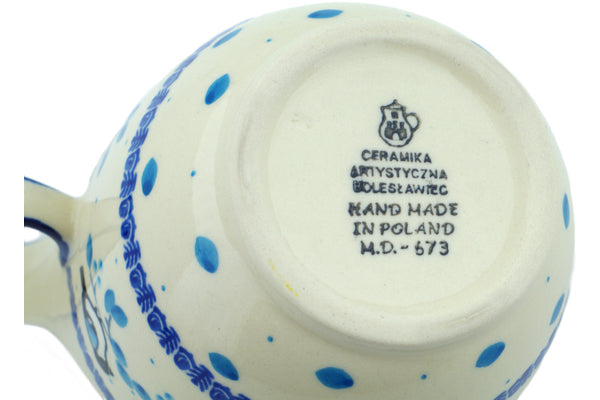 CERAMIKA
ARTYSTYCZNA
BOLESŁAWIEC
HAND MADE
IN POLAND
M.D. - 673